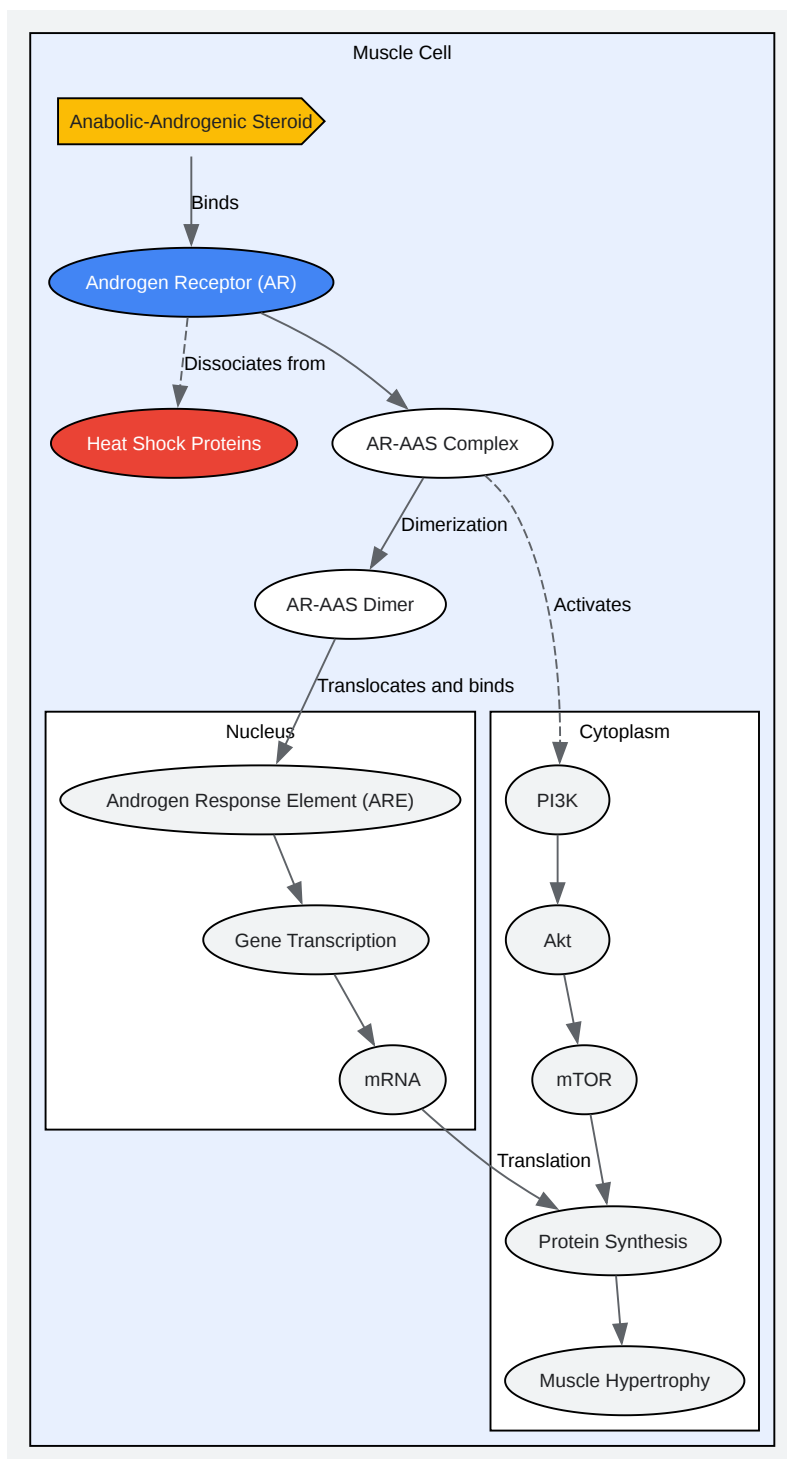 Muscle Cell
Anabolic-Androgenic Steroid
Binds
Androgen Receptor (AR)
Dissociates from
Heat Shock Proteins
AR-AAS Complex
Dimerization
AR-AAS Dimer
Activates
Translocates and binds
Nucleus
Cytoplasm
Androgen Response Element (ARE)
PI3K
Gene Transcription
Akt
mRNA
mTOR
Translation
Protein Synthesis
Muscle Hypertrophy